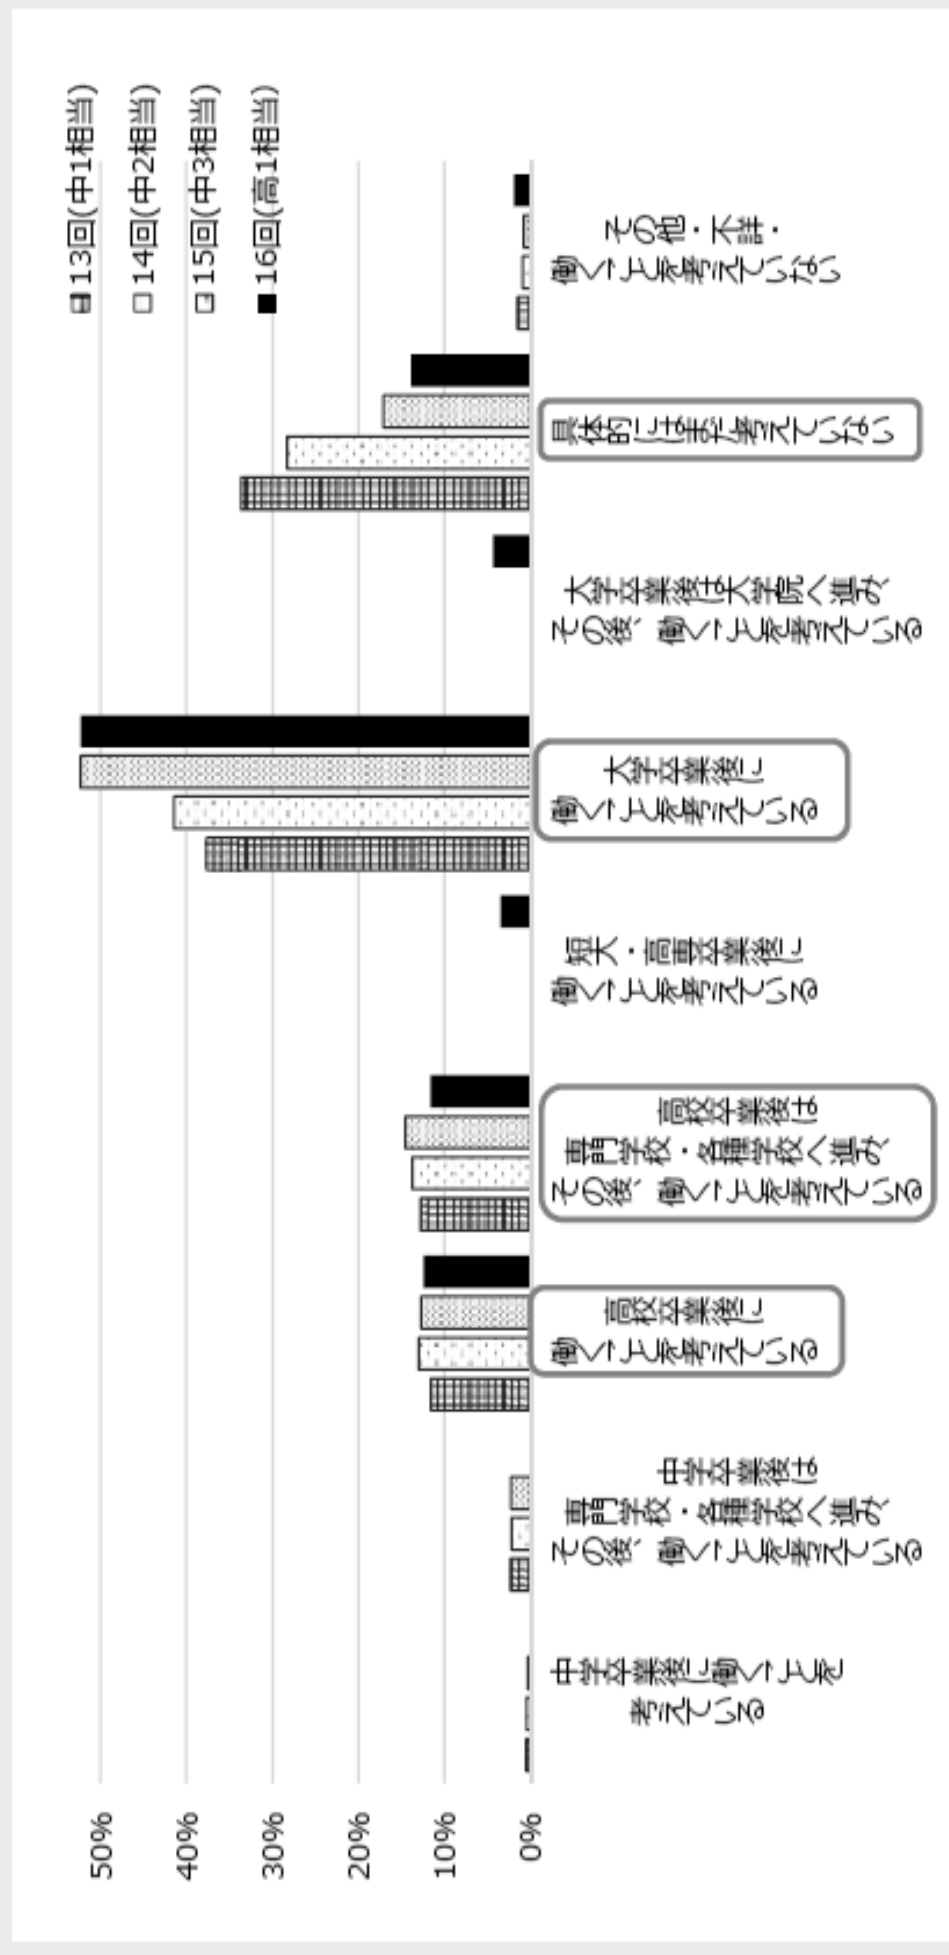 ■13回(中1相当)
□14回(中2相当)
□15回(中3相当)
■16回(高1相当)
50%
40%
30%
20%
10%
0%
中学卒業後に働くことを
考えている
中学卒業後は
専門学校・各種学校へ進み
その後、働くことを考えている
高校卒業後に
働くことを考えている
高校卒業後は
専門学校・各種学校へ進み
その後、働くことを考えている
短大・高専卒業後に
働くことを考えている
大学卒業後に
働くことを考えている
大学卒業後は大学院へ進み
その後、働くことを考えている
具体的にはまだ考えていない
その他・不詳・
働くことを考えていない